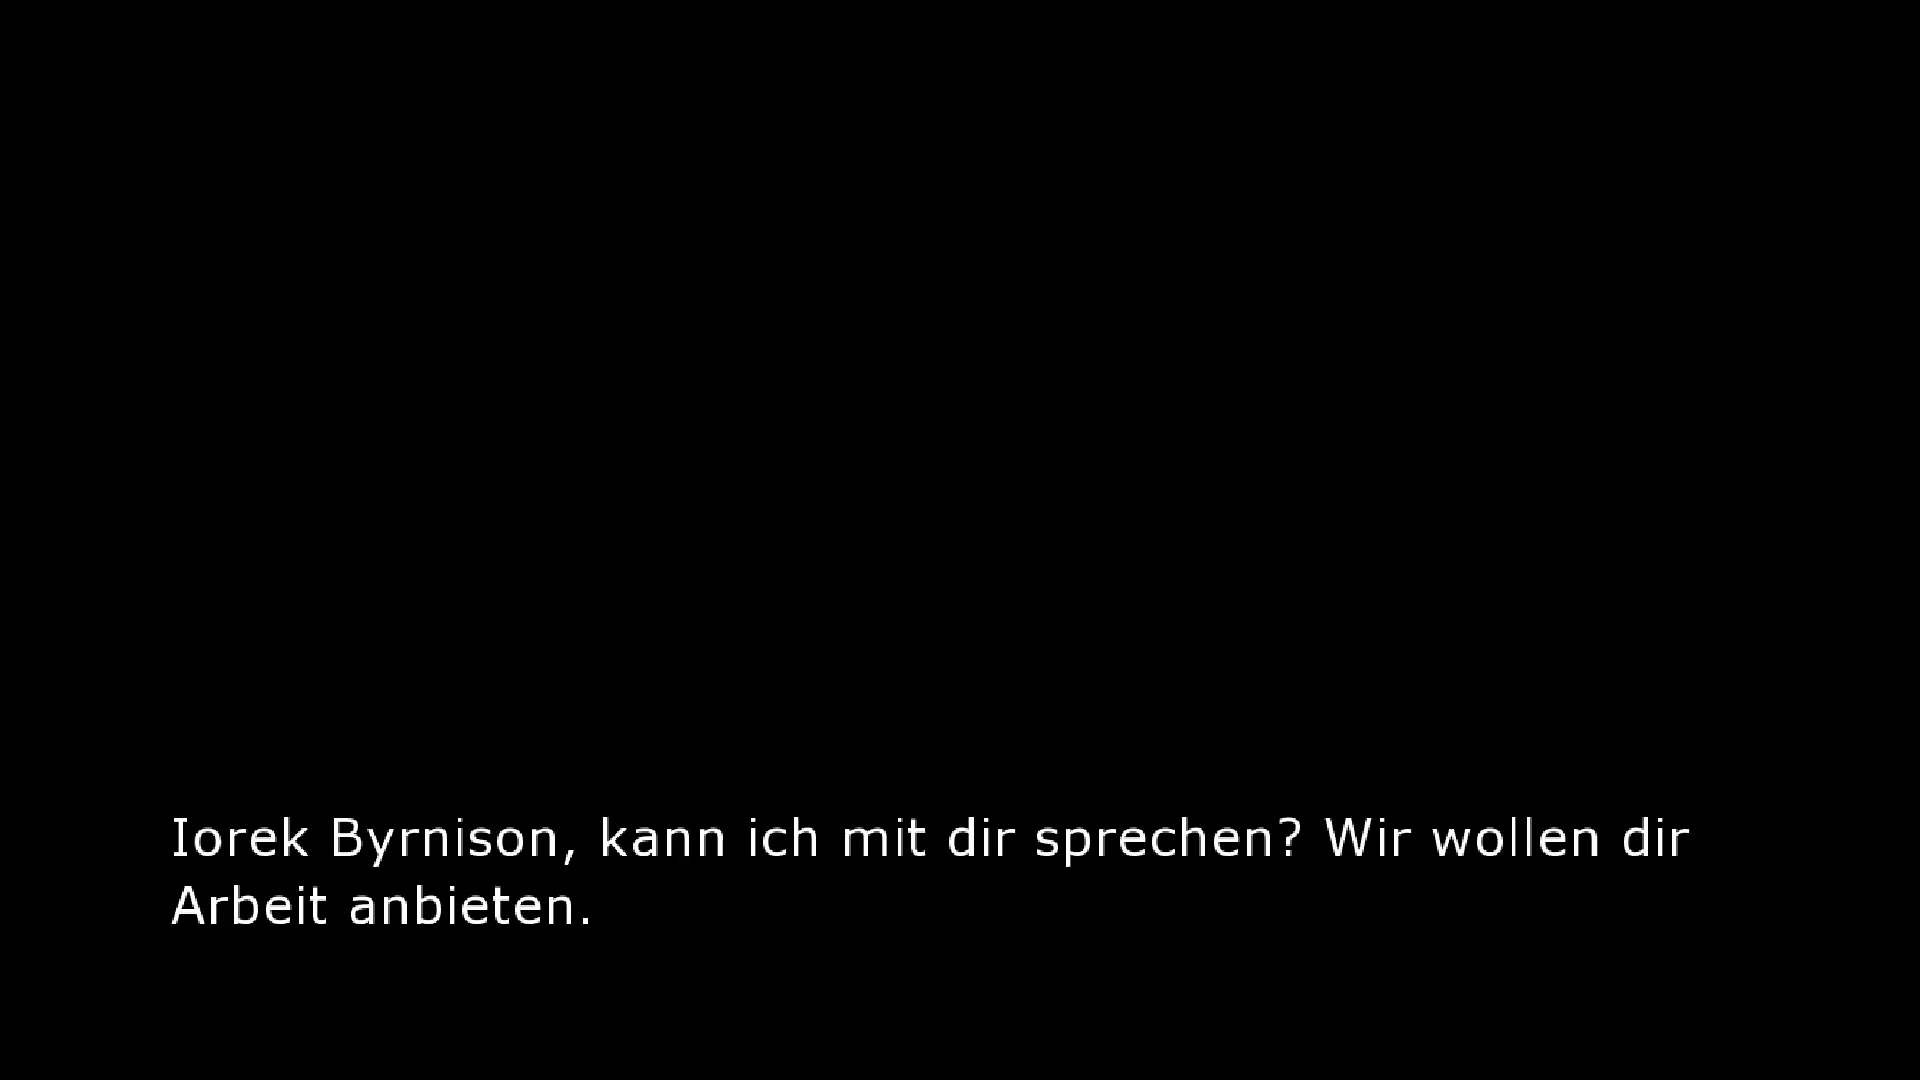 Iorek Byrnison, kann ich mit dir sprechen? Wir wollen dir
Arbeit anbieten.